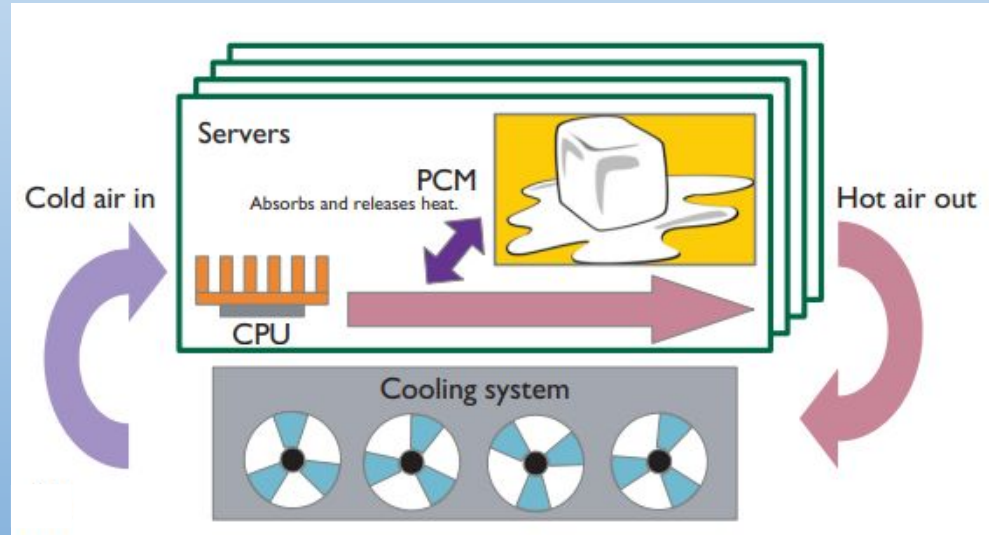 Servers
PCM
Absorbs and releases heat.
Cold air in
Hot air out
CPU
Cooling system